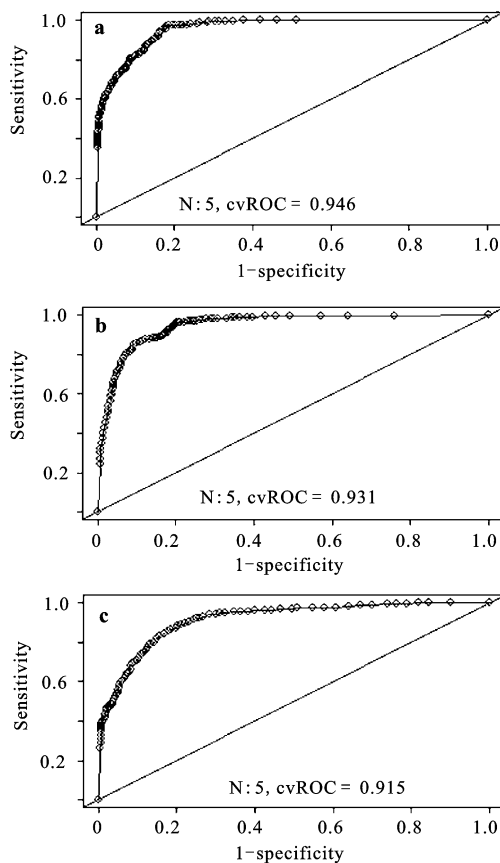 a
1.0
0.6
0.2
Sensitivity
N: 5, cvROC = 0.946
0 0.2 0.4 0.6 0.8 1.0
1-specificity
b
1.0
0.6
0.2
Sensitivity
N: 5, cvROC = 0.931
0 0.2 0.4 0.6 0.8 1.0
1-specificity
c
1.0
0.6
0.2
Sensitivity
N: 5, cvROC = 0.915
0 0.2 0.4 0.6 0.8 1.0
1-specificity